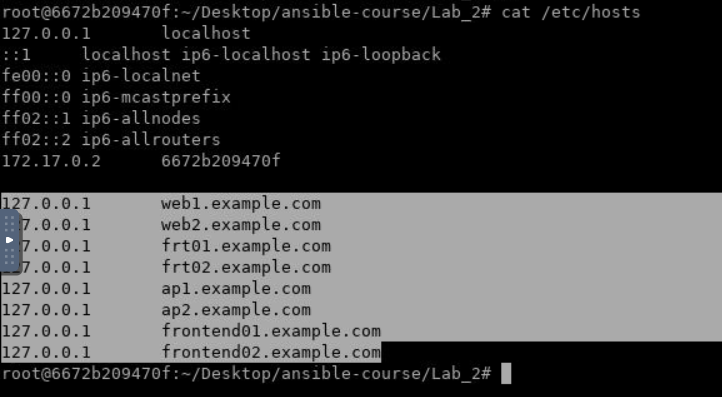 root@6672b209470f:~/Desktop/ansible-course/Lab_2# cat /etc/hosts
127.0.0.1       localhost
::1     localhost ip6-localhost ip6-loopback
fe00::0 ip6-localnet
ff00::0 ip6-mcastprefix
ff02::1 ip6-allnodes
ff02::2 ip6-allrouters
172.17.0.2      6672b209470f
127.0.0.1       web1.example.com
127.0.0.1       web2.example.com
7.0.0.1       frt01.example.com
7.0.0.1       frt02.example.com
127.0.0.1       ap1.example.com
127.0.0.1       ap2.example.com
127.0.0.1       frontend01.example.com
127.0.0.1       frontend02.example.com
root@6672b209470f:~/Desktop/ansible-course/Lab_2#